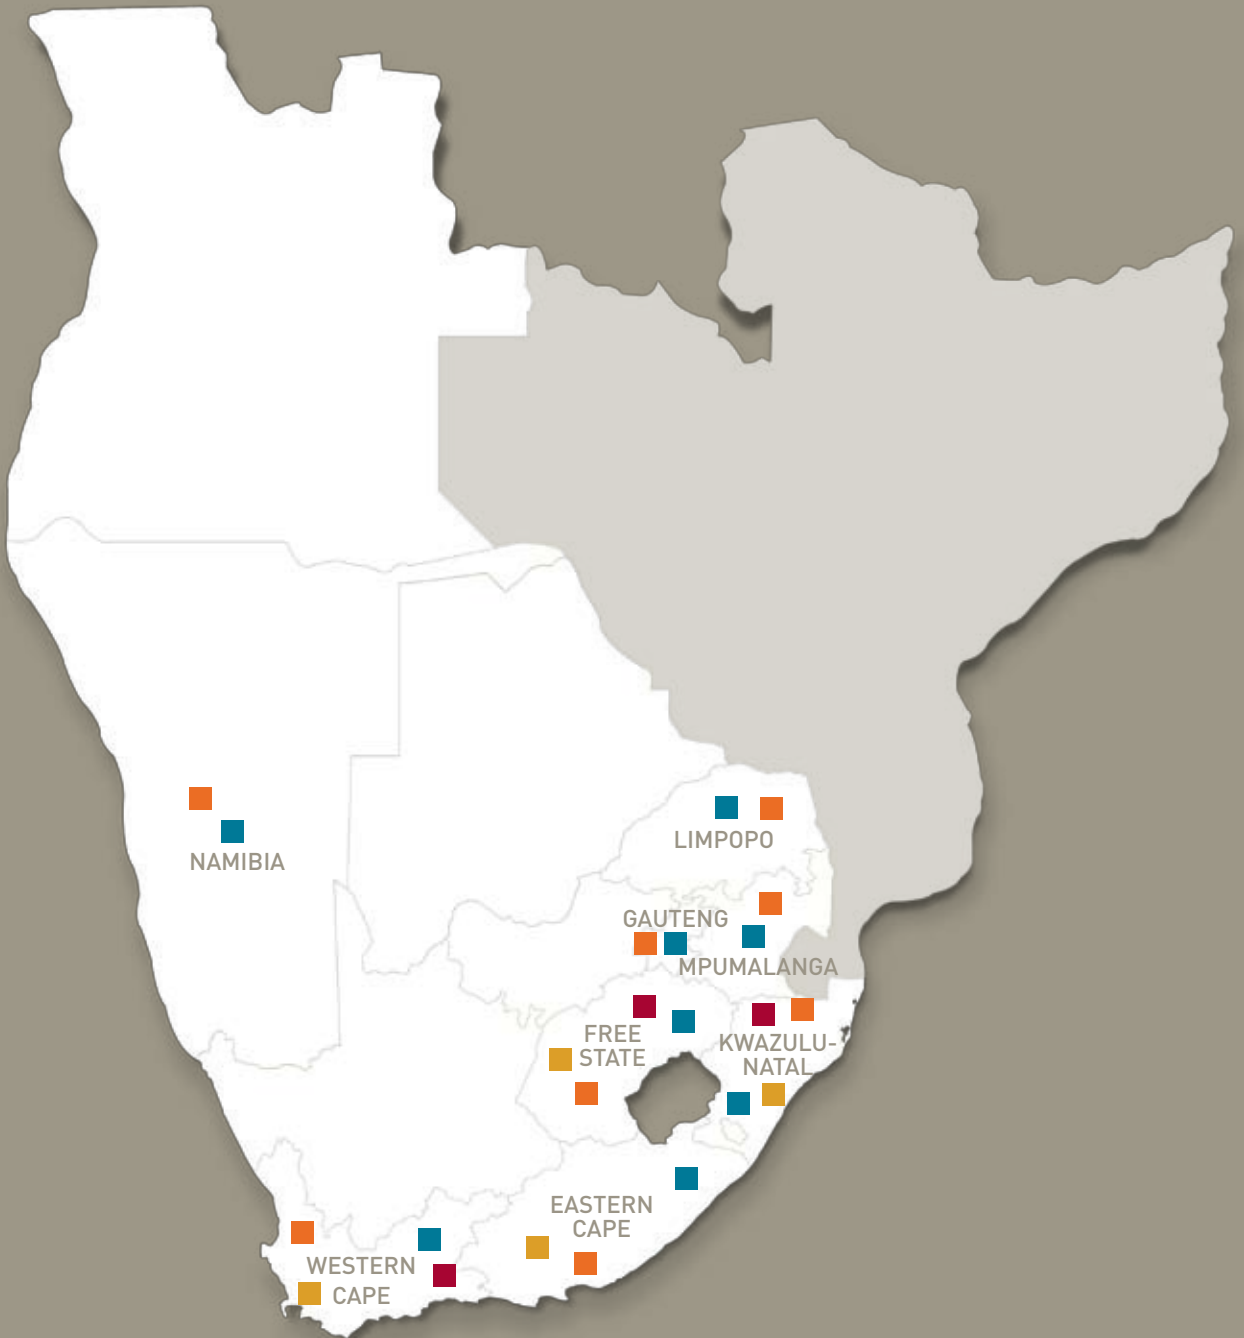 LIMPOPO
NAMIBIA
GAUTENG
MPUMALANGA
FREE
STATE
KWAZULU-
NATAL
EASTERN
CAPE
WESTERN
CAPE